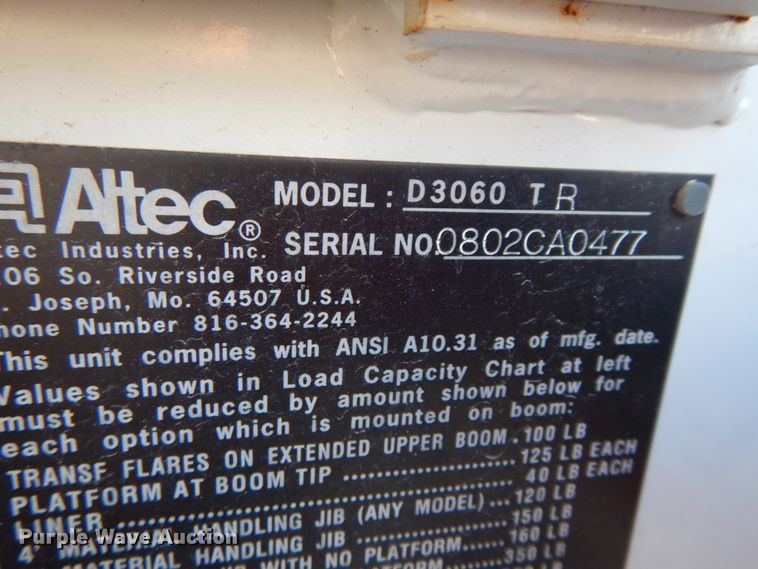 Altec® MODEL: D3060 TR
Industries, Inc. SERIAL NO. 0802CA0477
So. Riverside Road
Joseph, Mo. 64507 U.S.A.
Number 816-364-2244
This unit complies with ANSI A10.31 as of mfg. date.
Values shown in Load Capacity Chart at left
must be reduced by amount shown below for
each option which is mounted on boom:
TRANSF FLARES ON EXTENDED UPPER BOOM. 100 LB
PLATFORM AT BOOM TIP ........ 125 LB EACH
LINER ........ 40 LB EACH
4' MATERIAL HANDLING JIB (ANY MODEL)... 120 LB
MATERIAL HANDLING JIB ..... 150 LB
WITH NO PLATFORM..... 160 LB
PLATFORM....... 350 LB
LB
Purple Wave Auction